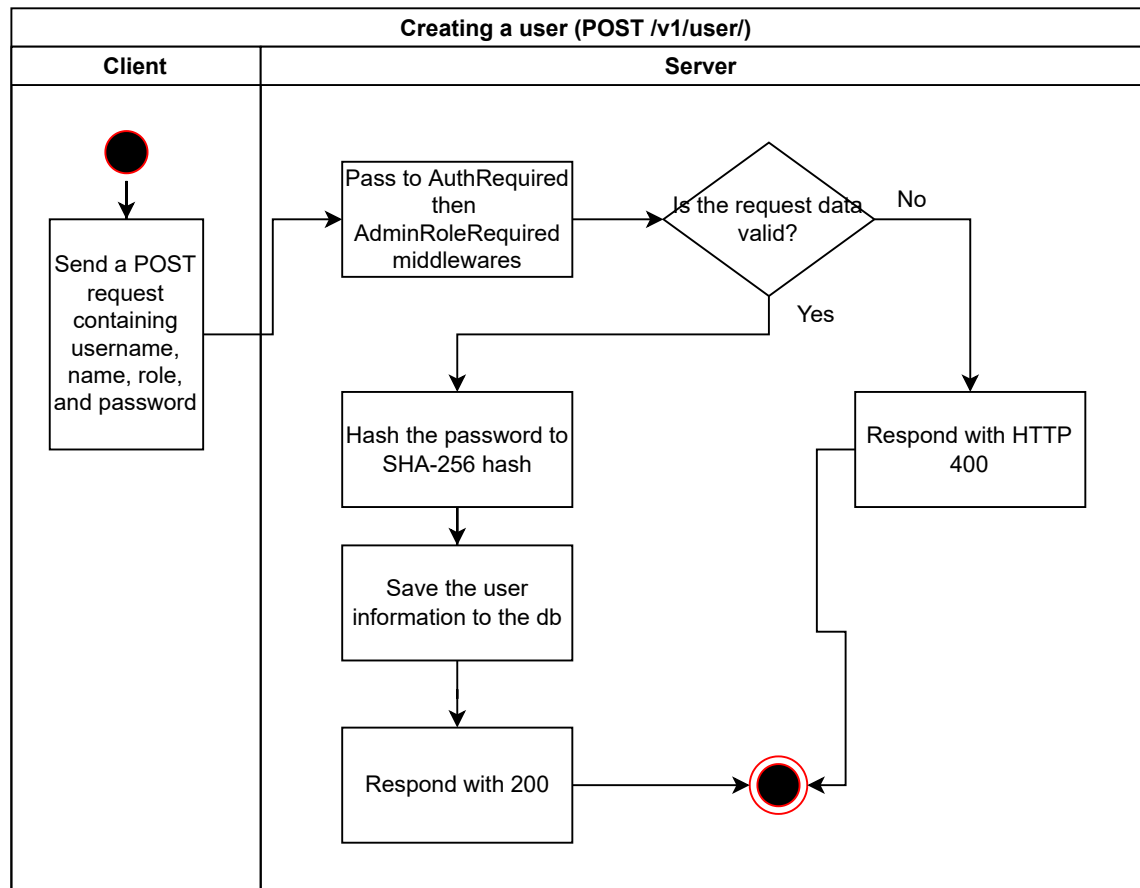 Creating a user (POST /v1/user/)
Client
Server
Send a POST
request
containing
username,
name, role,
and password
Pass to AuthRequired
then
AdminRoleRequired
middlewares
Is the request data
valid?
No
Yes
Hash the password to
SHA-256 hash
Respond with HTTP
400
Save the user
information to the db
Respond with 200